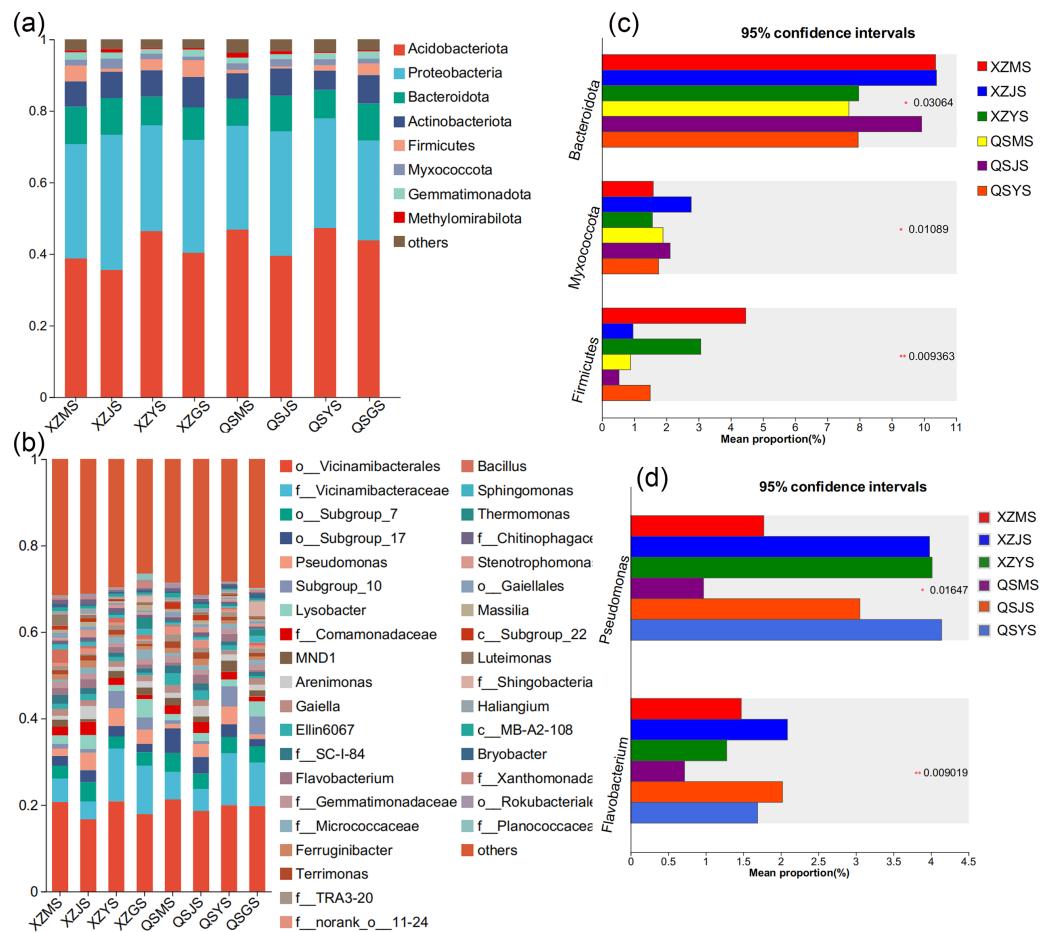 (a)
1
0.8
0.6
0.4
0.2
0
XZMS
XZJS
XZYS
XZGS
QSMS
QSJS
QSYS
QSGS
Acidobacteriota
Proteobacteria
Bacteroidota
Actinobacteriota
Firmicutes
Myxococcota
Gemmatimonadota
Methylomirabilota
others
(c)
95% confidence intervals
Bacteroidota
* 0.03064
Myxococcota
* 0.01089
Firmicutes
** 0.009363
0 1 2 3 4 5 6 7 8 9 10 11
Mean proportion(%)
XZMS
XZJS
XZYS
QSMS
QSJS
QSYS
(b)
1
0.8
0.6
0.4
0.2
0
XZMS
XZJS
XZYS
XZGS
QSMS
QSJS
QSYS
QSGS
o__Vicinamibacterales
f__Vicinamibacteraceae
o__Subgroup_7
o__Subgroup_17
Pseudomonas
Subgroup_10
Lysobacter
f__Comamonadaceae
MND1
Arenimonas
Gaiella
Ellin6067
f__SC-I-84
Flavobacterium
f__Gemmatimonadaceae
f__Micrococcaceae
Ferruginibacter
Terrimonas
f__TRA3-20
f__norank_o__11-24
Bacillus
Sphingomonas
Thermomonas
f__Chitinophagace
Stenotrophomonas
o__Gaiellales
Massilia
c__Subgroup_22
Luteimonas
f__Shingobacteria
Haliangium
c__MB-A2-108
Bryobacter
f__Xanthomonada
o__Rokubacteriale
f__Planococcacea
others
(d)
95% confidence intervals
Pseudomonas
* 0.01647
Flavobacterium
** 0.009019
0 0.5 1 1.5 2 2.5 3 3.5 4 4.5
Mean proportion(%)
XZMS
XZJS
XZYS
QSMS
QSJS
QSYS